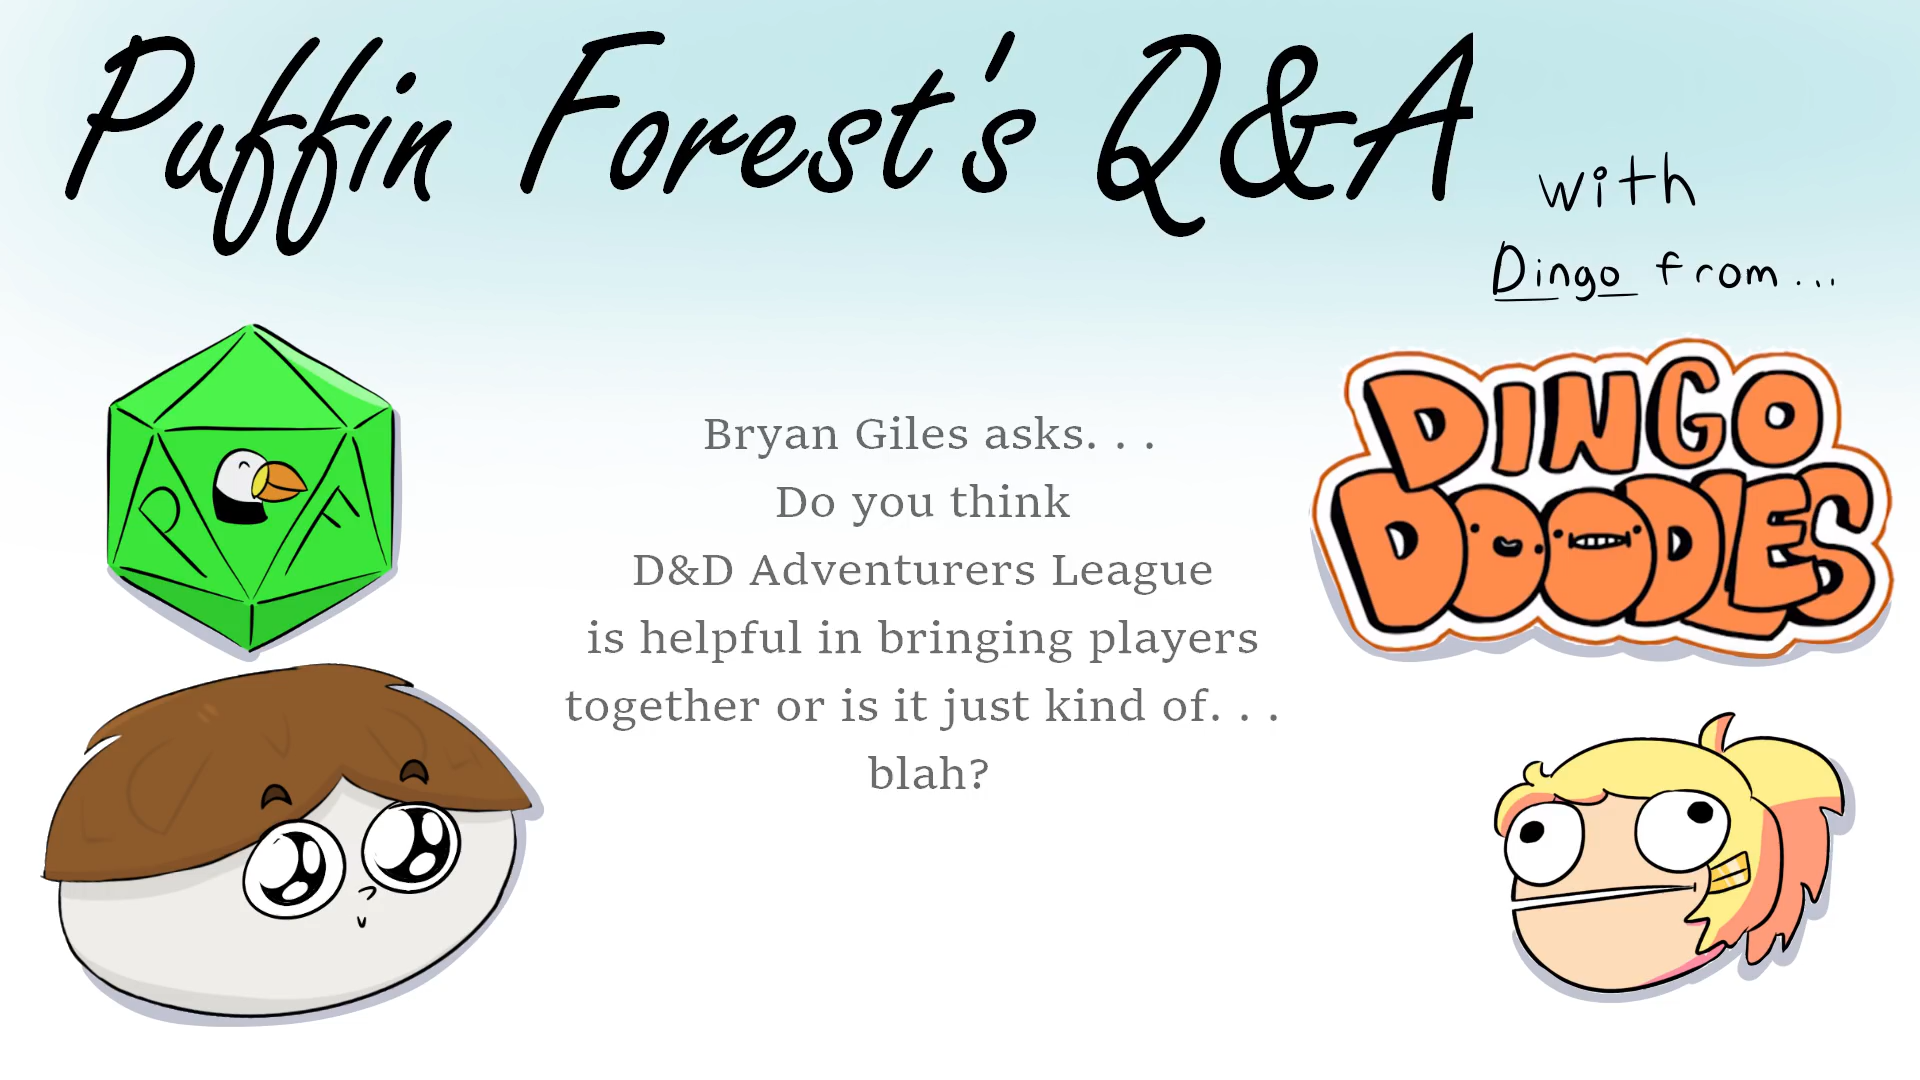 Puffin Forest's Q&A
with
Dingo from...
P F
DINGO
DOODLES
Bryan Giles asks. . .
Do you think
D&D Adventurers League
is helpful in bringing players
together or is it just kind of. . .
blah?